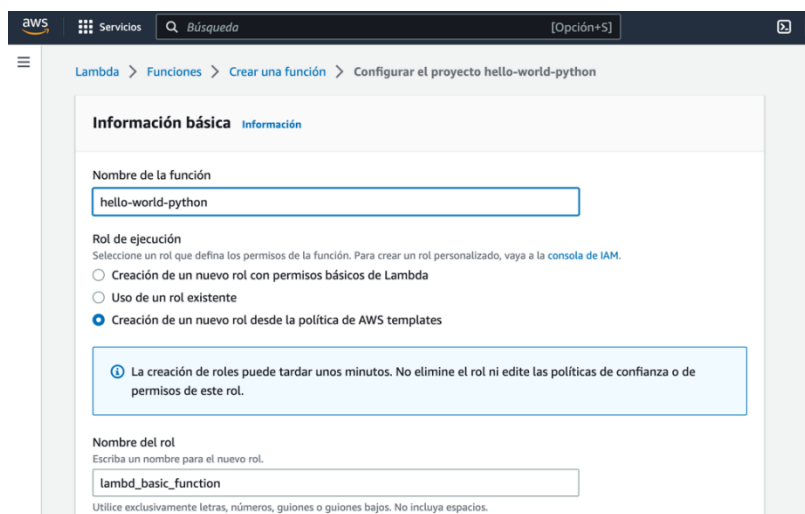 aws
Servicios
Búsqueda
[Opción+S]
Lambda > Funciones > Crear una función > Configurar el proyecto hello-world-python
Información básica Información
Nombre de la función
hello-world-python
Rol de ejecución
Seleccione un rol que defina los permisos de la función. Para crear un rol personalizado, vaya a la consola de IAM.
Creación de un nuevo rol con permisos básicos de Lambda
Uso de un rol existente
Creación de un nuevo rol desde la política de AWS templates
La creación de roles puede tardar unos minutos. No elimine el rol ni edite las políticas de confianza o de
permisos de este rol.
Nombre del rol
Escriba un nombre para el nuevo rol.
lambd_basic_function
Utilice exclusivamente letras, números, guiones o guiones bajos. No incluya espacios.